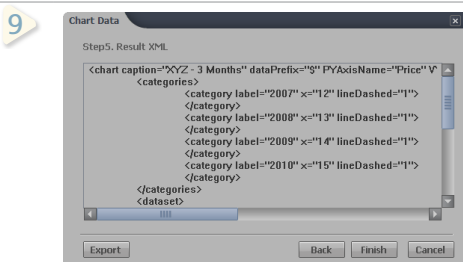 9
Chart Data
Step5. Result XML
<chart caption="XYZ - 3 Months" dataPrefix="$" PYAxisName="Price"
<categories>
<category label="2007" x="12" lineDashed="1">
</category>
<category label="2008" x="13" lineDashed="1">
</category>
<category label="2009" x="14" lineDashed="1">
</category>
<category label="2010" x="15" lineDashed="1">
</category>
</categories>
<dataset>
Export Back Finish Cancel